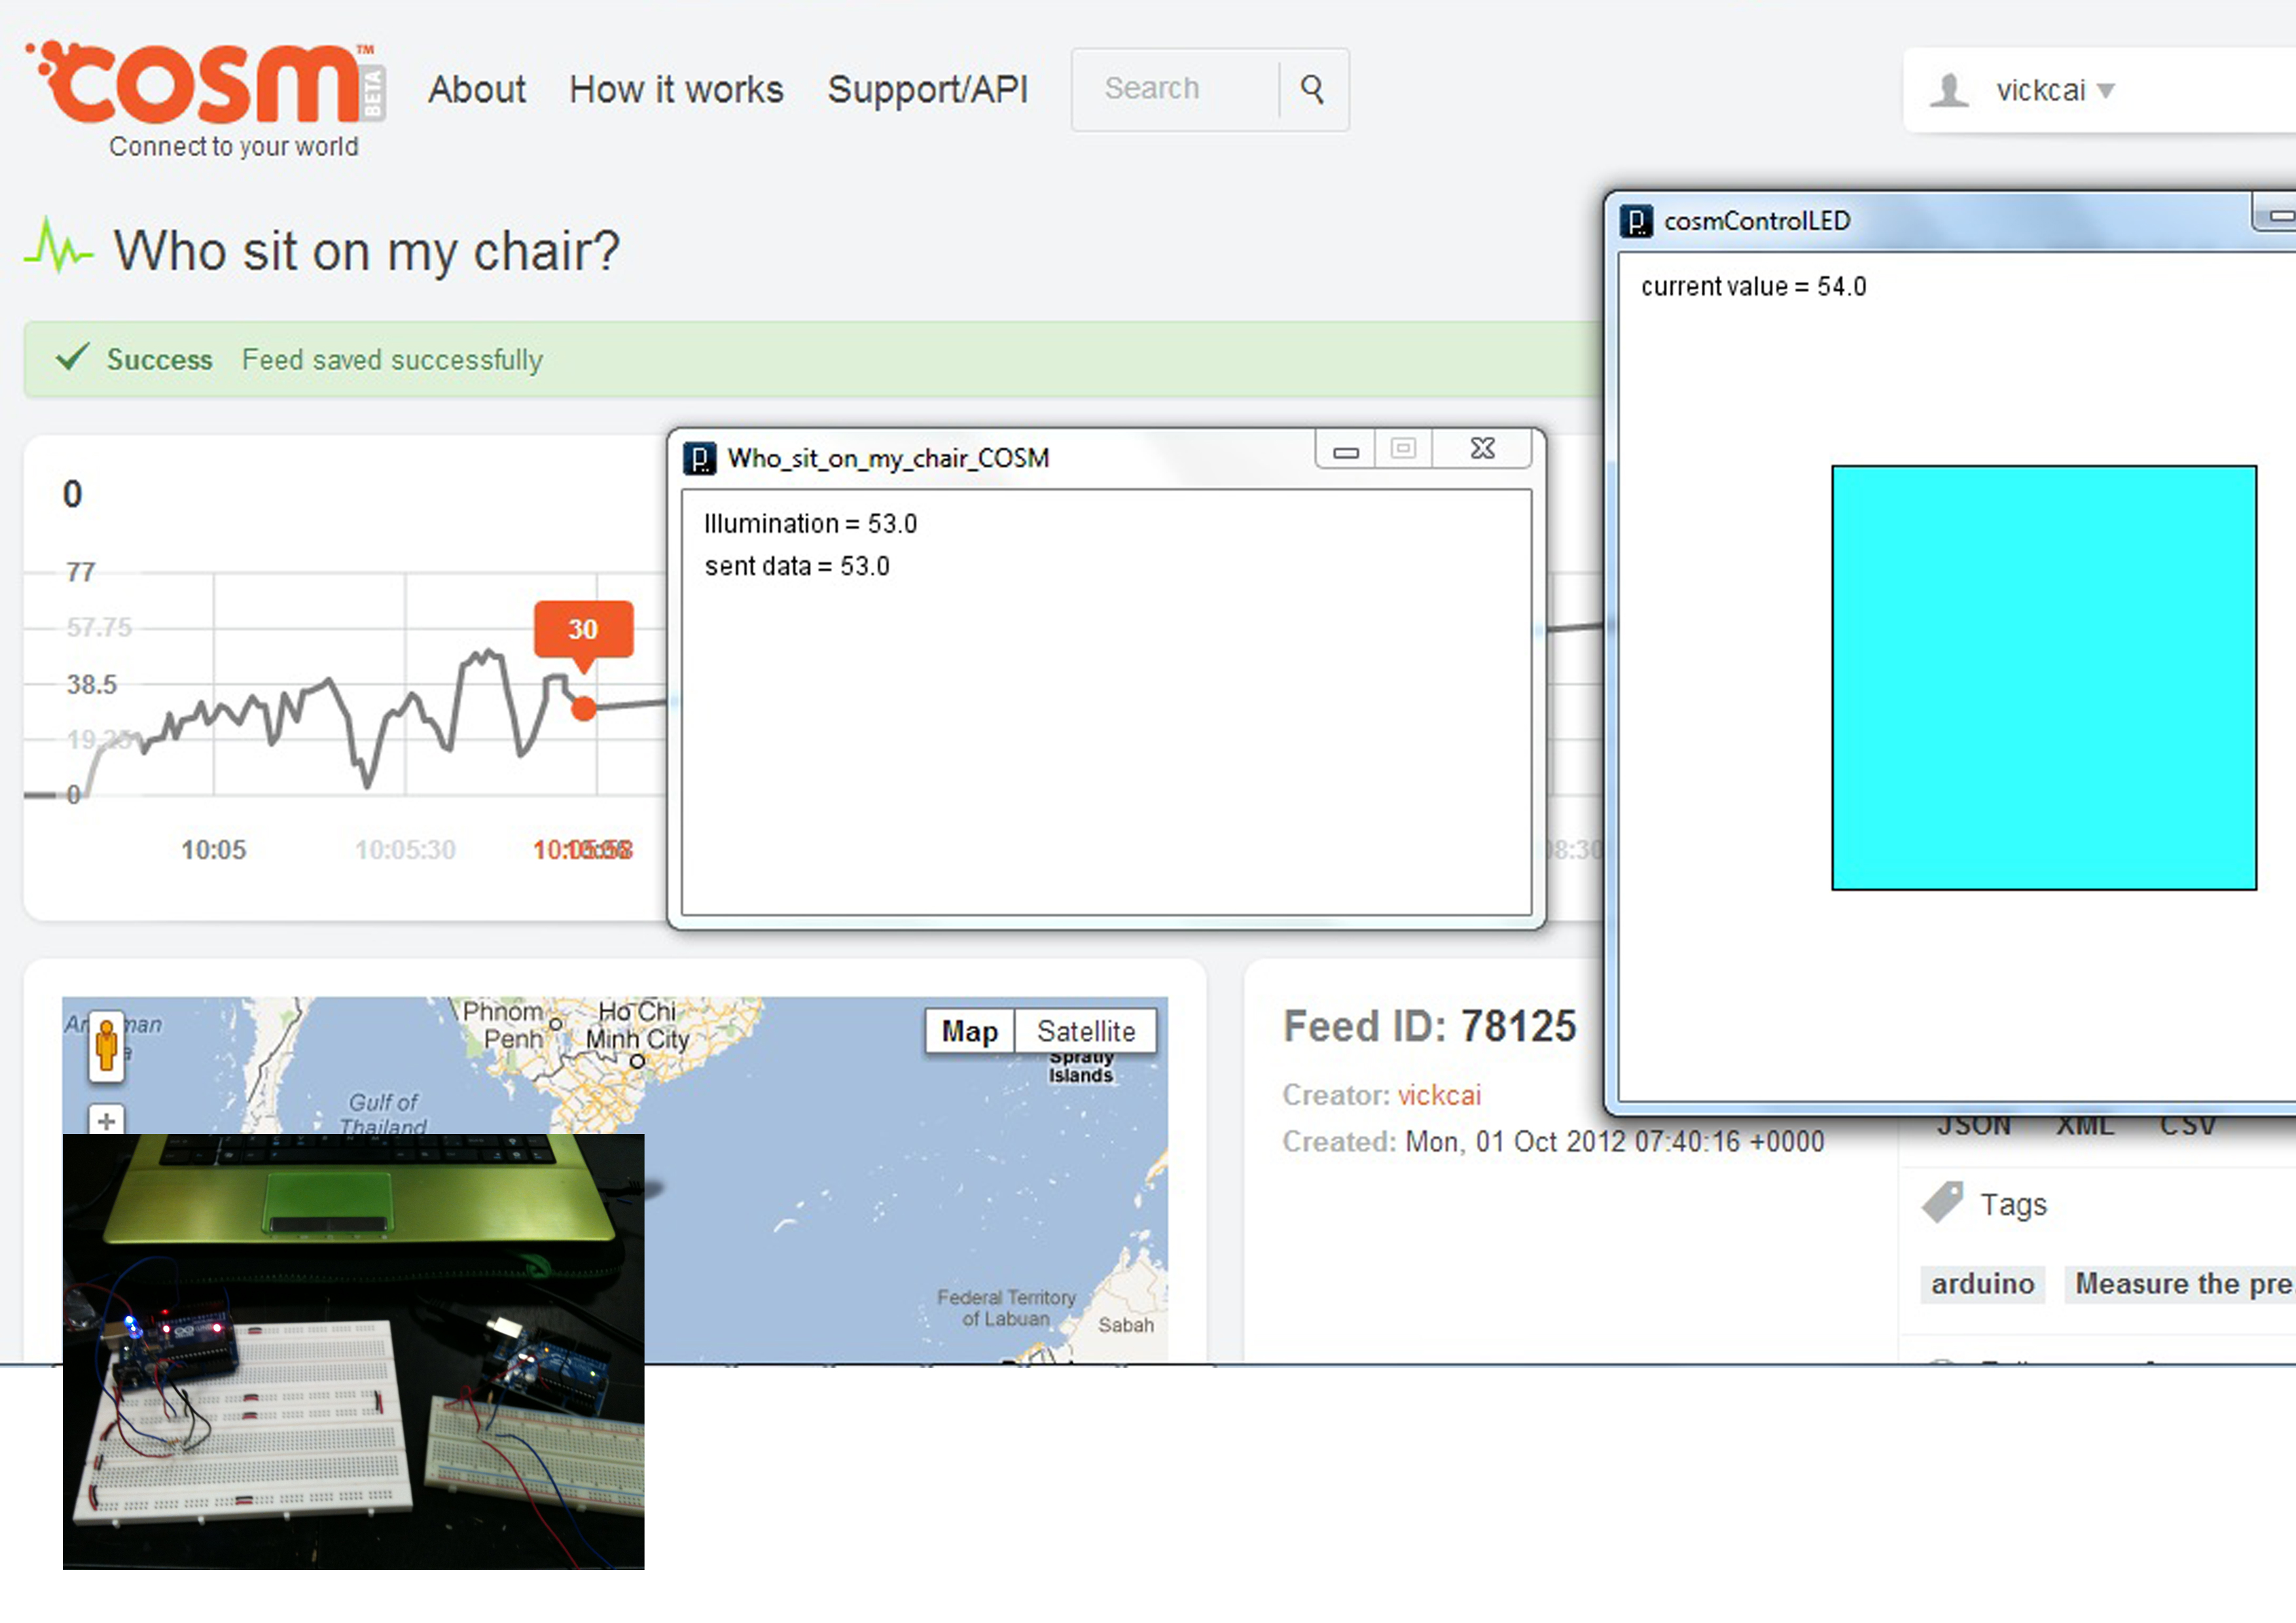 cosm™ BETA
Connect to your world
About How it works Support/API Search vickcai
Who sit on my chair?
Success Feed saved successfully
cosmControlLED
current value = 54.0
Who_sit_on_my_chair_COSM
Illumination = 53.0
sent data = 53.0
0
77
57.75
38.5
19.25
0
30
10:05 10:05:30 10:05:58 08:30
Phnom Penh
Ho Chi Minh City
Gulf of Thailand
Map Satellite
Spratly Islands
Federal Territory of Labuan
Sabah
Feed ID: 78125
Creator: vickcai
Created: Mon, 01 Oct 2012 07:40:16 +0000
JSON XML CSV
Tags
arduino Measure the pre